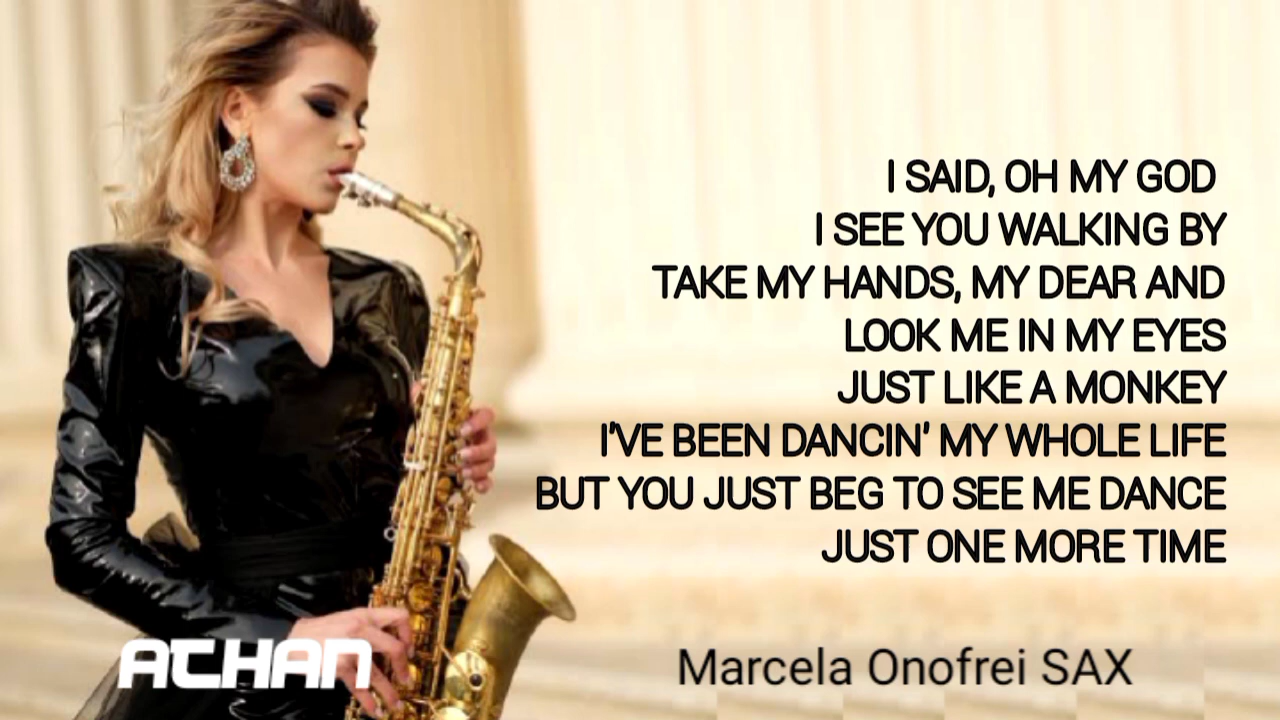 I SAID, OH MY GOD
I SEE YOU WALKING BY
TAKE MY HANDS, MY DEAR AND
LOOK ME IN MY EYES
JUST LIKE A MONKEY
I'VE BEEN DANCIN' MY WHOLE LIFE
BUT YOU JUST BEG TO SEE ME DANCE
JUST ONE MORE TIME
ATHAN
Marcela Onofrei SAX